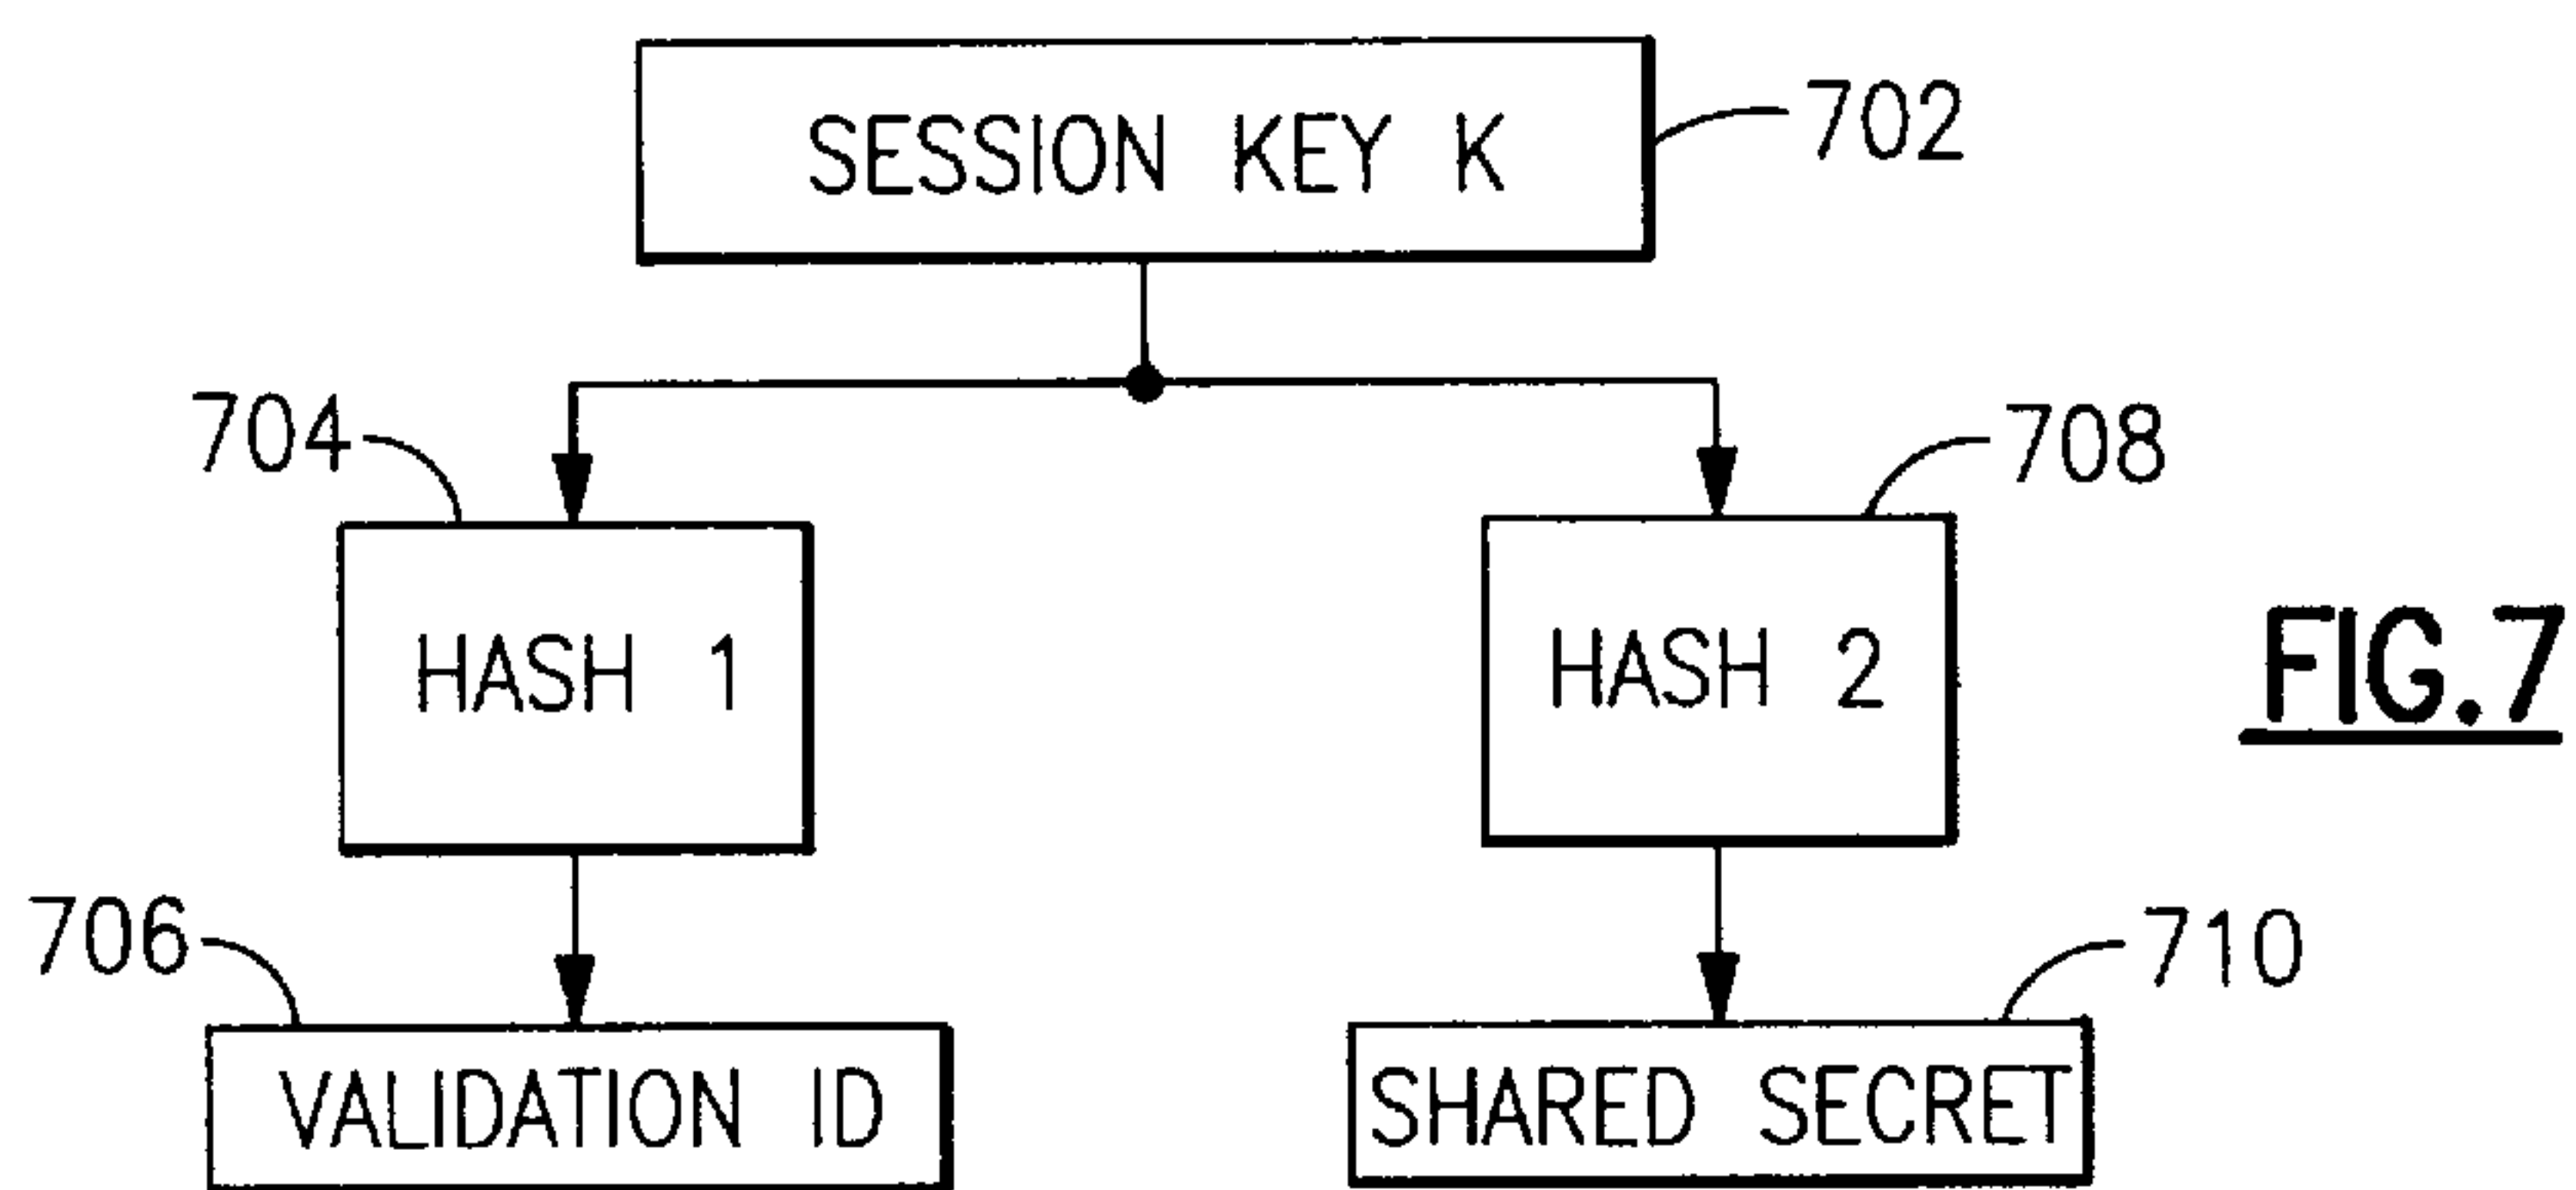 SESSION KEY K
702
704
708
HASH 1
HASH 2
FIG.7
706
710
VALIDATION ID
SHARED SECRET